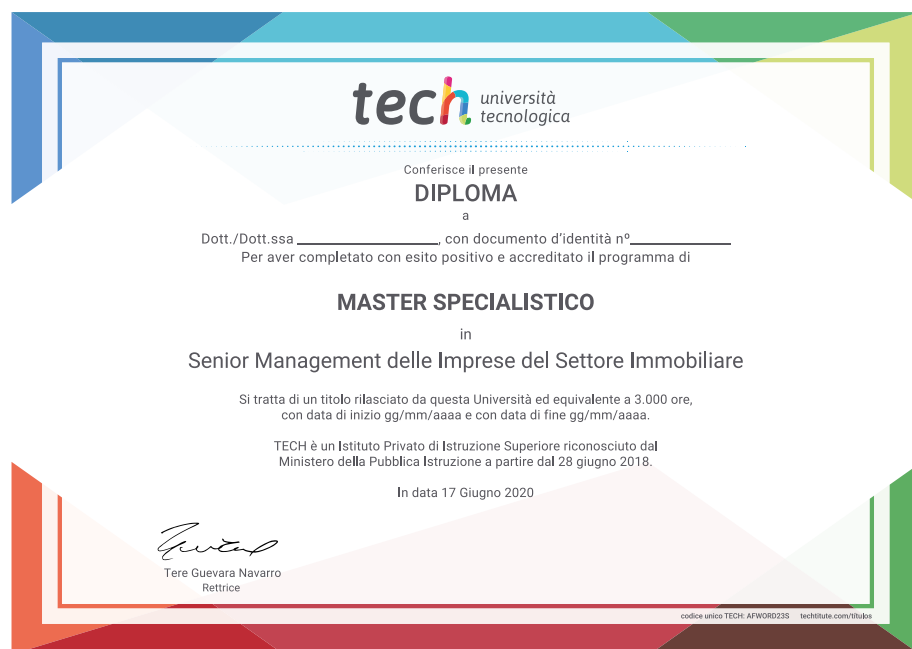 tech università
tecnologica
Conferisce il presente
DIPLOMA
a
Dott./Dott.ssa ____________________, con documento d'identità nº______________
Per aver completato con esito positivo e accreditato il programma di
MASTER SPECIALISTICO
in
Senior Management delle Imprese del Settore Immobiliare
Si tratta di un titolo rilasciato da questa Università ed equivalente a 3.000 ore,
con data di inizio gg/mm/aaaa e con data di fine gg/mm/aaaa.
TECH è un Istituto Privato di Istruzione Superiore riconosciuto dal
Ministero della Pubblica Istruzione a partire dal 28 giugno 2018.
In data 17 Giugno 2020
Tere Guevara Navarro
Rettrice
codice unico TECH: AFWORD23S techtitute.com/títulos